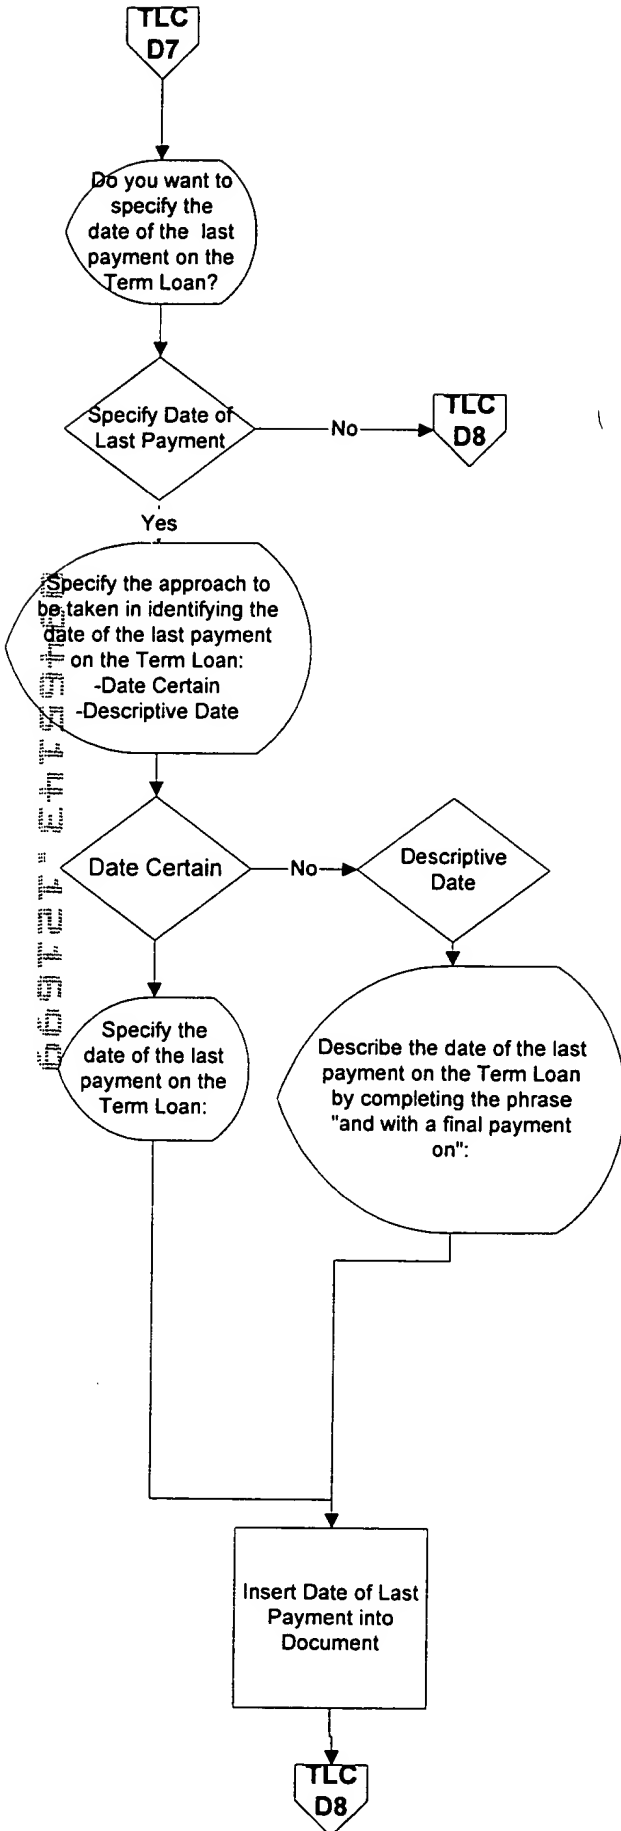 TLC
D7
Do you want to
specify the
date of the last
payment on the
Term Loan?
Specify Date of
Last Payment
No
TLC
D8
Yes
Specify the approach to
be taken in identifying the
date of the last payment
on the Term Loan:
-Date Certain
-Descriptive Date
Date Certain
No
Descriptive
Date
Specify the
date of the last
payment on the
Term Loan:
Describe the date of the last
payment on the Term Loan
by completing the phrase
"and with a final payment
on":
Insert Date of Last
Payment into
Document
TLC
D8